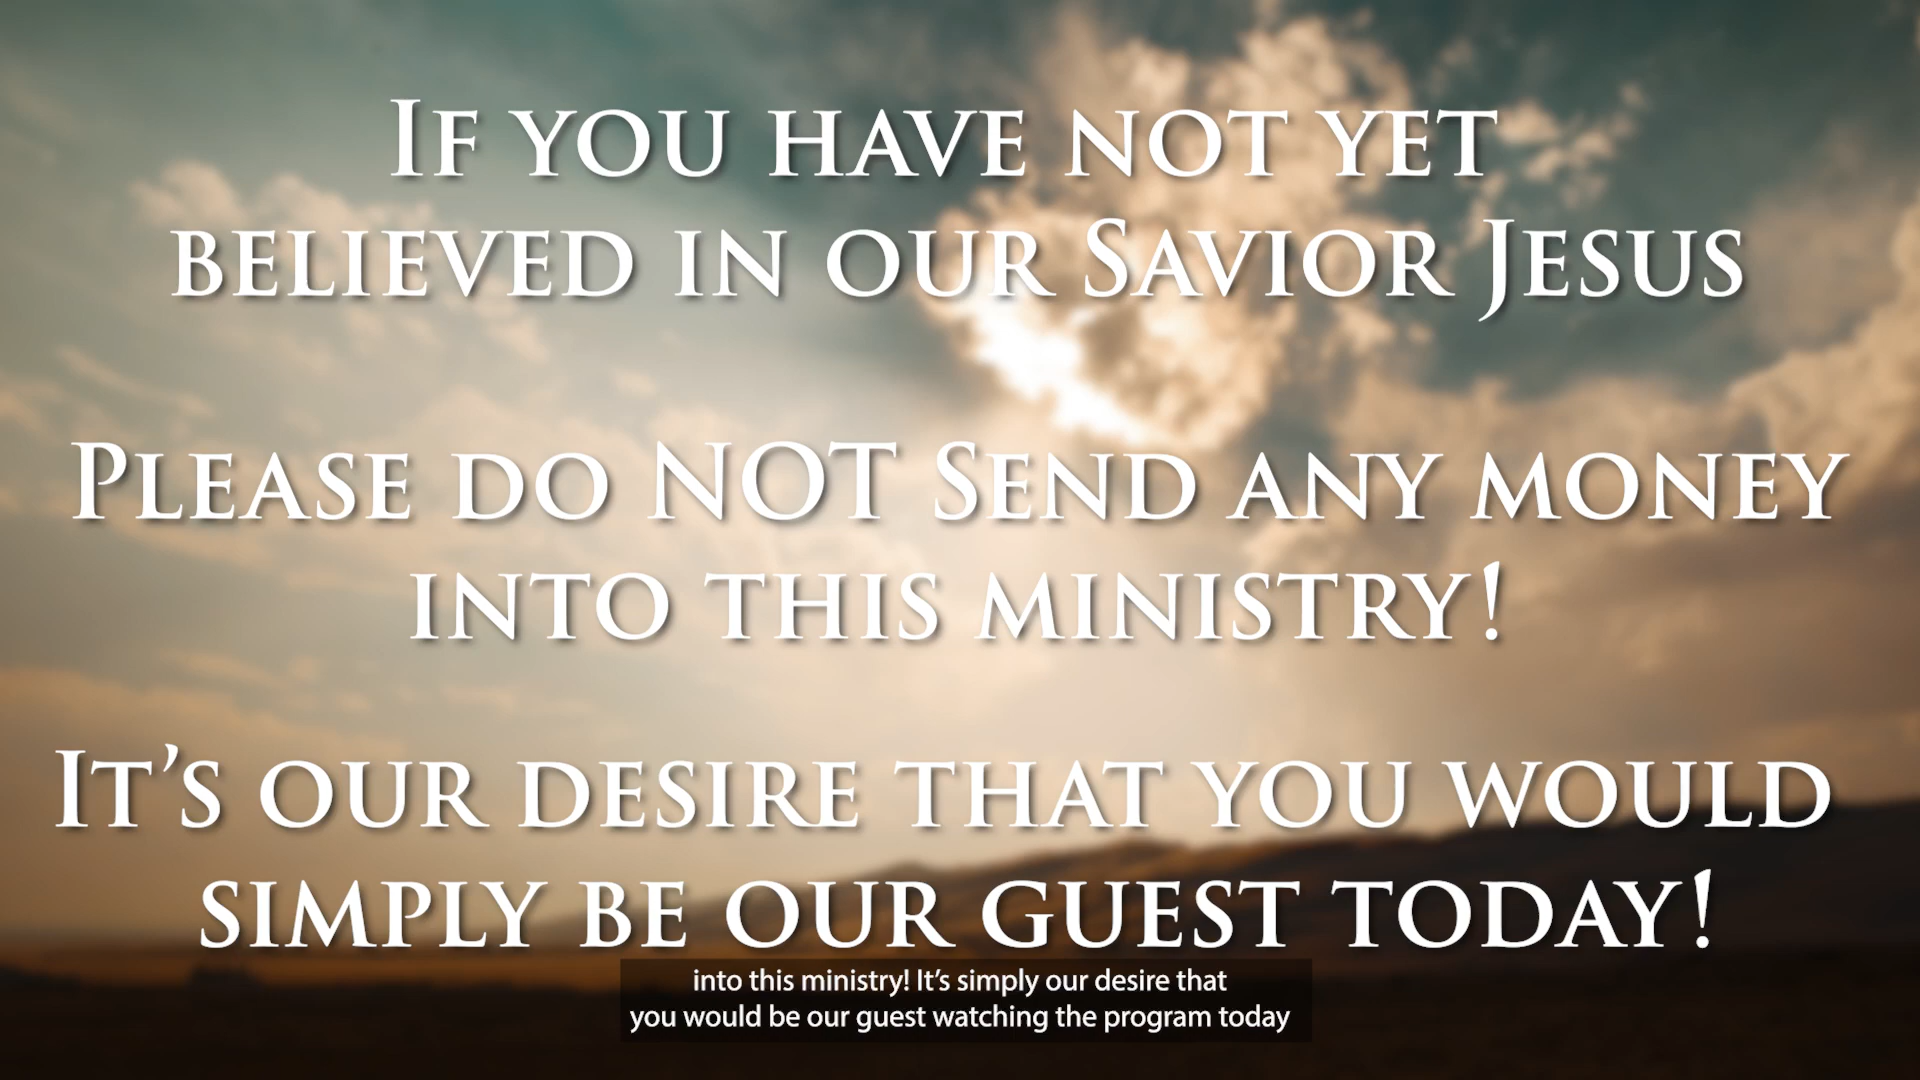 If you have not yet
believed in our Savior Jesus
Please do NOT Send any money
into this ministry!
It’s our desire that you would
simply be our guest today!
into this ministry! It’s simply our desire that
you would be our guest watching the program today